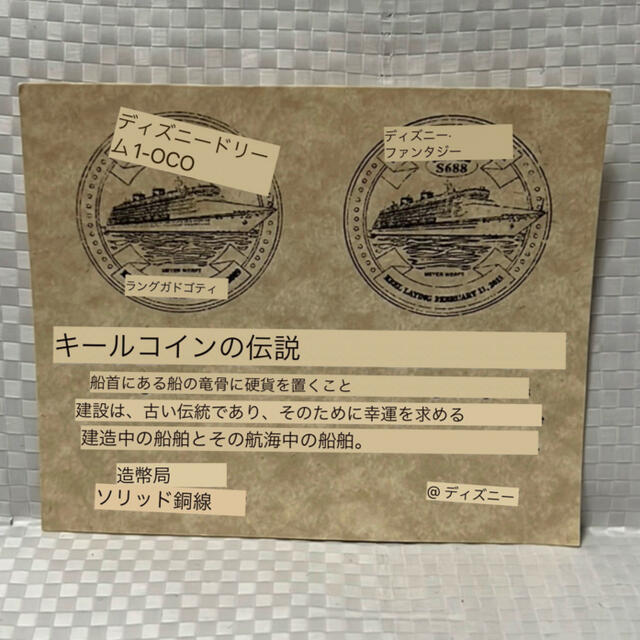 ディズニードリー
ム1-OCO
ディズニー·
ファンタジー
S688
MEYER WERFT
MEYER WERFT
ラングガドゴティ
KEEL LAYING FEBRUARY 11, 2011
キールコインの伝説
船首にある船の竜骨に硬貨を置くこと
建設は、古い伝統であり、そのために幸運を求める
建造中の船舶とその航海中の船舶。
造幣局
ソリッド銅線
@ ディズニー